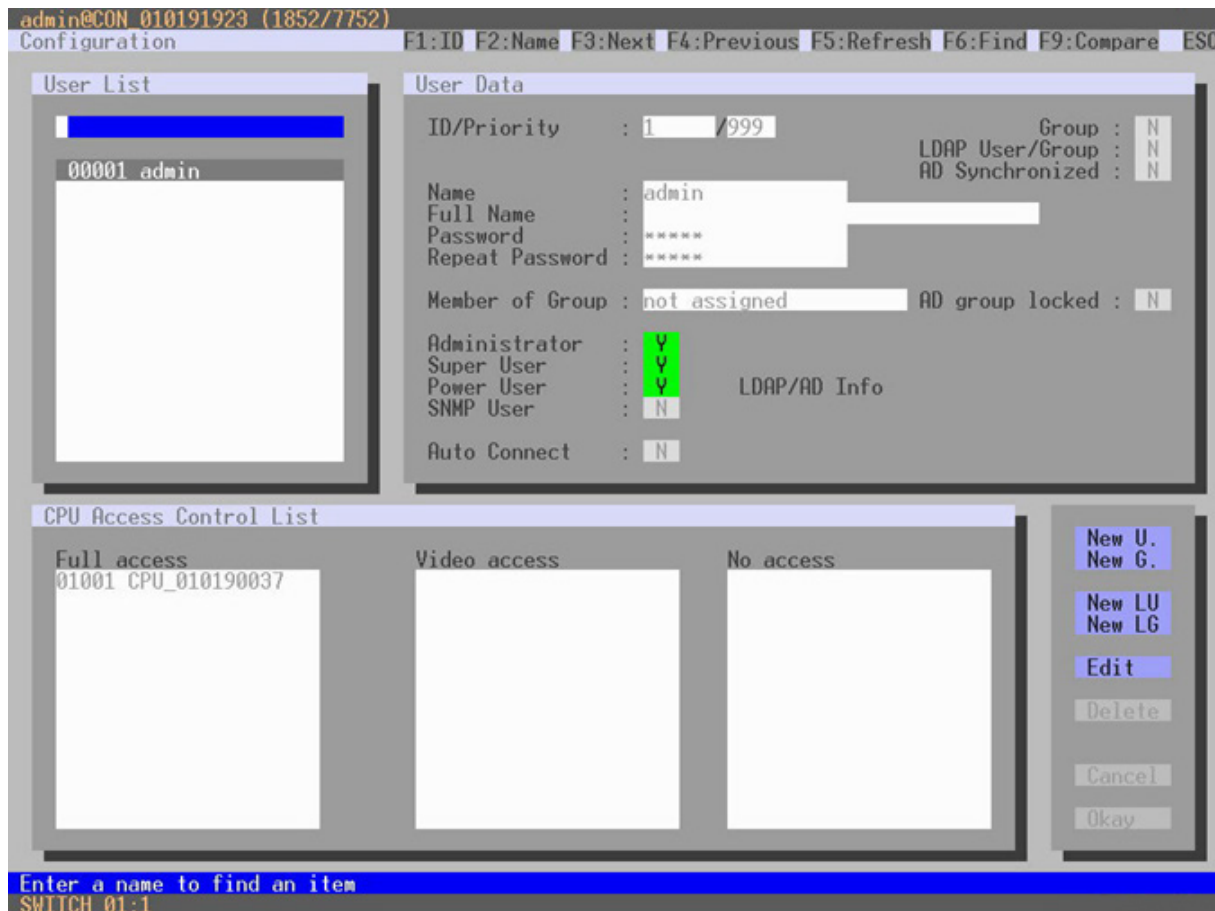 admin@CON_010191923 (1852/7752)
Configuration F1:ID F2:Name F3:Next F4:Previous F5:Refresh F6:Find F9:Compare ESC
User List
00001 admin
User Data
ID/Priority : 1 /999
Group : N
LDAP User/Group : N
AD Synchronized : N
Name : admin
Full Name :
Password : *****
Repeat Password : *****
Member of Group : not assigned AD group locked : N
Administrator : Y
Super User : Y
Power User : Y LDAP/AD Info
SNMP User : N
Auto Connect : N
CPU Access Control List
Full access Video access No access
01001 CPU_010190037
New U.
New G.
New LU
New LG
Edit
Delete
Cancel
Okay
Enter a name to find an item
SWITCH_01:1